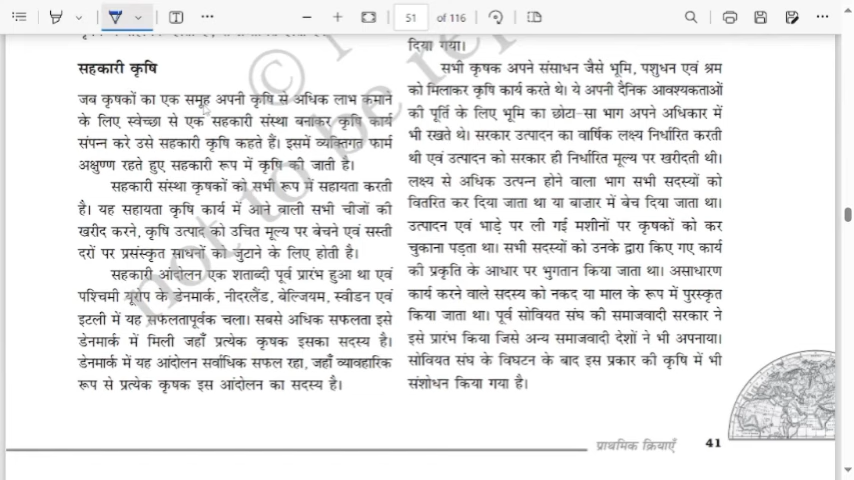 51 of 116
सहकारी कृषि
जब कृषकों का एक समूह अपनी कृषि से अधिक लाभ कमाने
के लिए स्वेच्छा से एक सहकारी संस्था बनाकर कृषि कार्य
संपन्न करे उसे सहकारी कृषि कहते हैं। इसमें व्यक्तिगत फार्म
अक्षुण्ण रहते हुए सहकारी रूप में कृषि की जाती है।
सहकारी संस्था कृषकों को सभी रूप में सहायता करती
है। यह सहायता कृषि कार्य में आने वाली सभी चीजों की
खरीद करने, कृषि उत्पाद को उचित मूल्य पर बेचने एवं सस्ती
दरों पर प्रसंस्कृत साधनों को जुटाने के लिए होती है।
सहकारी आंदोलन एक शताब्दी पूर्व प्रारंभ हुआ था एवं
पश्चिमी यूरोप के डेनमार्क, नीदरलैंड, बेल्जियम, स्वीडन एवं
इटली में यह सफलतापूर्वक चला। सबसे अधिक सफलता इसे
डेनमार्क में मिली जहाँ प्रत्येक कृषक इसका सदस्य है।
डेनमार्क में यह आंदोलन सर्वाधिक सफल रहा, जहाँ व्यावहारिक
रूप से प्रत्येक कृषक इस आंदोलन का सदस्य है।
दिया गया।
सभी कृषक अपने संसाधन जैसे भूमि, पशुधन एवं श्रम
को मिलाकर कृषि कार्य करते थे। ये अपनी दैनिक आवश्यकताओं
की पूर्ति के लिए भूमि का छोटा-सा भाग अपने अधिकार में
भी रखते थे। सरकार उत्पादन का वार्षिक लक्ष्य निर्धारित करती
थी एवं उत्पादन को सरकार ही निर्धारित मूल्य पर खरीदती थी।
लक्ष्य से अधिक उत्पन्न होने वाला भाग सभी सदस्यों को
वितरित कर दिया जाता था या बाजार में बेच दिया जाता था।
उत्पादन एवं भाड़े पर ली गई मशीनों पर कृषकों को कर
चुकाना पड़ता था। सभी सदस्यों को उनके द्वारा किए गए कार्य
की प्रकृति के आधार पर भुगतान किया जाता था। असाधारण
कार्य करने वाले सदस्य को नकद या माल के रूप में पुरस्कृत
किया जाता था। पूर्व सोवियत संघ की समाजवादी सरकार ने
इसे प्रारंभ किया जिसे अन्य समाजवादी देशों ने भी अपनाया।
सोवियत संघ के विघटन के बाद इस प्रकार की कृषि में भी
संशोधन किया गया है।
प्राथमिक क्रियाएँ 41
not to be rep